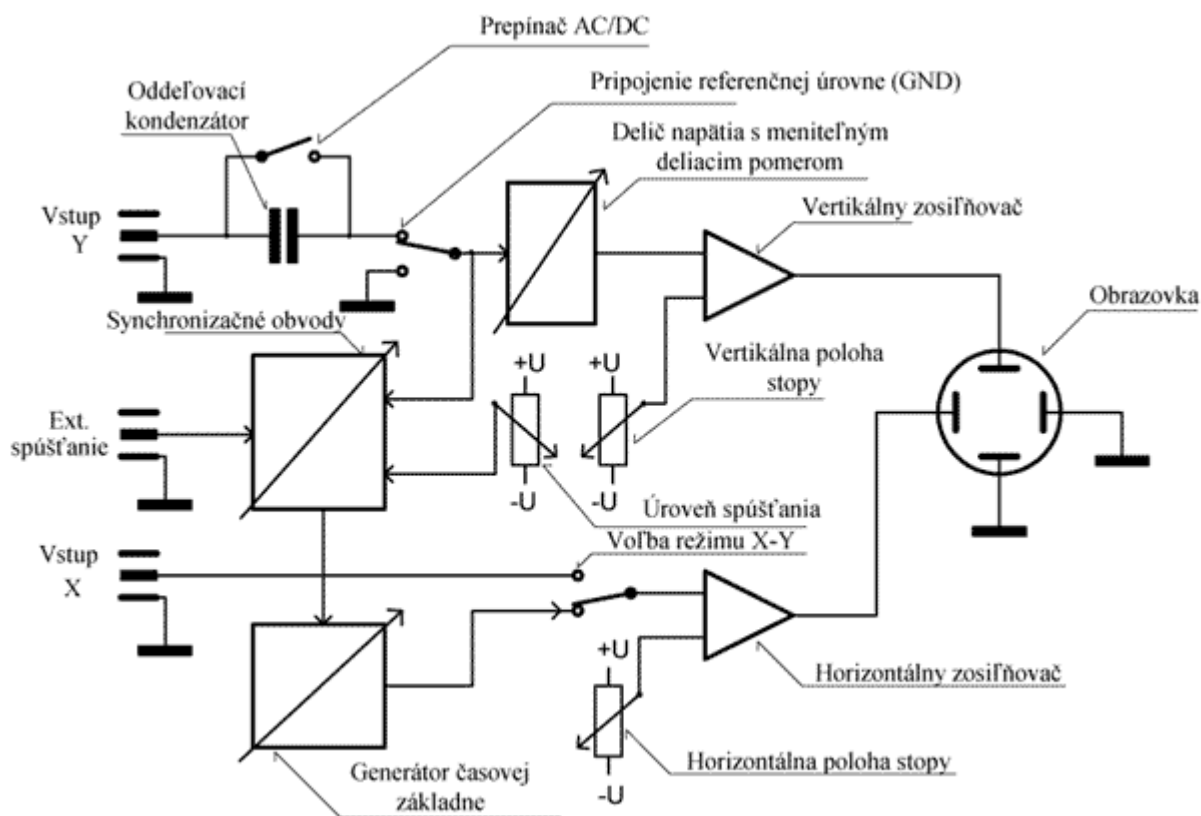 Prepínač AC/DC
Oddeľovací
kondenzátor
Pripojenie referenčnej úrovne (GND)
Delič napätia s meniteľným
deliacim pomerom
Vstup
Y
Vertikálny zosilňovač
Synchronizačné obvody
Obrazovka
+U
+U
Vertikálna poloha
stopy
Ext.
spúšťanie
-U
-U
Úroveň spúšťania
Vstup
X
Voľba režimu X-Y
+U
Horizontálny zosilňovač
Horizontálna poloha stopy
-U
Generátor časovej
základne